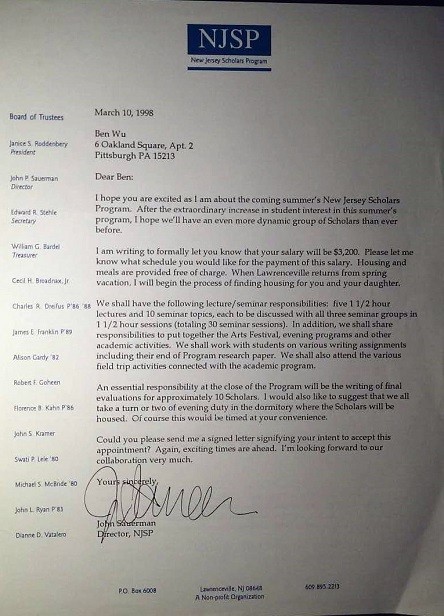 NJSP
New Jersey Scholars Program
Board of Trustees
Janice S. Roddenbery
President
John P. Sauerman
Director
Edward R. Stehle
Secretary
William G. Bardel
Treasurer
Cecil H. Broadnax, Jr.
Charles R. Dreifus P'86 '88
James E. Franklin P'89
Alison Gardy '82
Robert F. Goheen
Florence B. Kahn P'86
John S. Kramer
Swati P. Lele '80
Michael S. McBride '80
John L. Ryan P'83
Dianne D. Vatalero
March 10, 1998
Ben Wu
6 Oakland Square, Apt. 2
Pittsburgh PA 15213
Dear Ben:
I hope you are excited as I am about the coming summer's New Jersey Scholars
Program. After the extraordinary increase in student interest in this summer's
program, I hope we'll have an even more dynamic group of Scholars than ever
before.
I am writing to formally let you know that your salary will be $3,200. Please let me
know what schedule you would like for the payment of this salary. Housing and
meals are provided free of charge. When Lawrenceville returns from spring
vacation, I will begin the process of finding housing for you and your daughter.
We shall have the following lecture/seminar responsibilities: five 1 1/2 hour
lectures and 10 seminar topics, each to be discussed with all three seminar groups in
1 1/2 hour sessions (totaling 30 seminar sessions). In addition, we shall share
responsibilities to put together the Arts Festival, evening programs and other
academic activities. We shall work with students on various writing assignments
including their end of Program research paper. We shall also attend the various
field trip activities connected with the academic program.
An essential responsibility at the close of the Program will be the writing of final
evaluations for approximately 10 Scholars. I would also like to suggest that we all
take a turn or two of evening duty in the dormitory where the Scholars will be
housed. Of course this would be timed at your convenience.
Could you please send me a signed letter signifying your intent to accept this
appointment? Again, exciting times are ahead. I'm looking forward to our
collaboration very much.
Yours sincerely,
John Sauerman
Director, NJSP
P.O. Box 6008
Lawrenceville, NJ 08648
A Non-profit Organization
609.895.2213